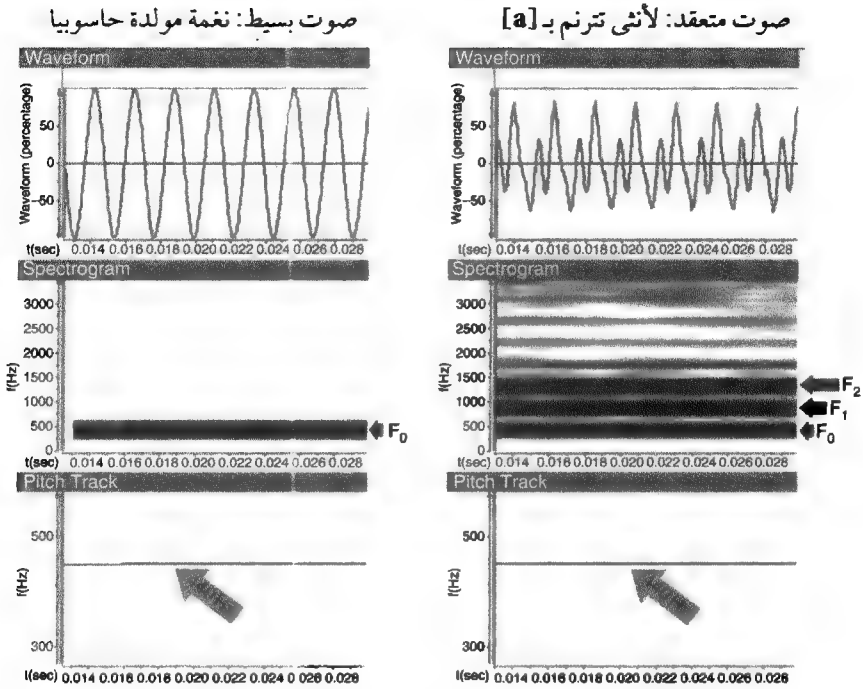 صوت بسيط: نغمة مولدة حاسوبيا
Waveform
Waveform (percentage)
50
0
-50
t(sec) 0.014 0.016 0.018 0.020 0.022 0.024 0.026 0.028
Spectrogram
f(Hz)
3000
2500
2000
1500
1000
500
0
F0
t(sec) 0.014 0.016 0.018 0.020 0.022 0.024 0.026 0.028
Pitch Track
f(Hz)
500
300
t(sec) 0.014 0.016 0.018 0.020 0.022 0.024 0.026 0.028
صوت متعقد: لأنثى تترنم بـ [a]
Waveform
Waveform (percentage)
50
0
-50
t(sec) 0.014 0.016 0.018 0.020 0.022 0.024 0.026 0.028
Spectrogram
f(Hz)
3000
2500
2000
1500
1000
500
0
F2
F1
F0
t(sec) 0.014 0.016 0.018 0.020 0.022 0.024 0.026 0.028
Pitch Track
f(Hz)
500
300
t(sec) 0.014 0.016 0.018 0.020 0.022 0.024 0.026 0.028